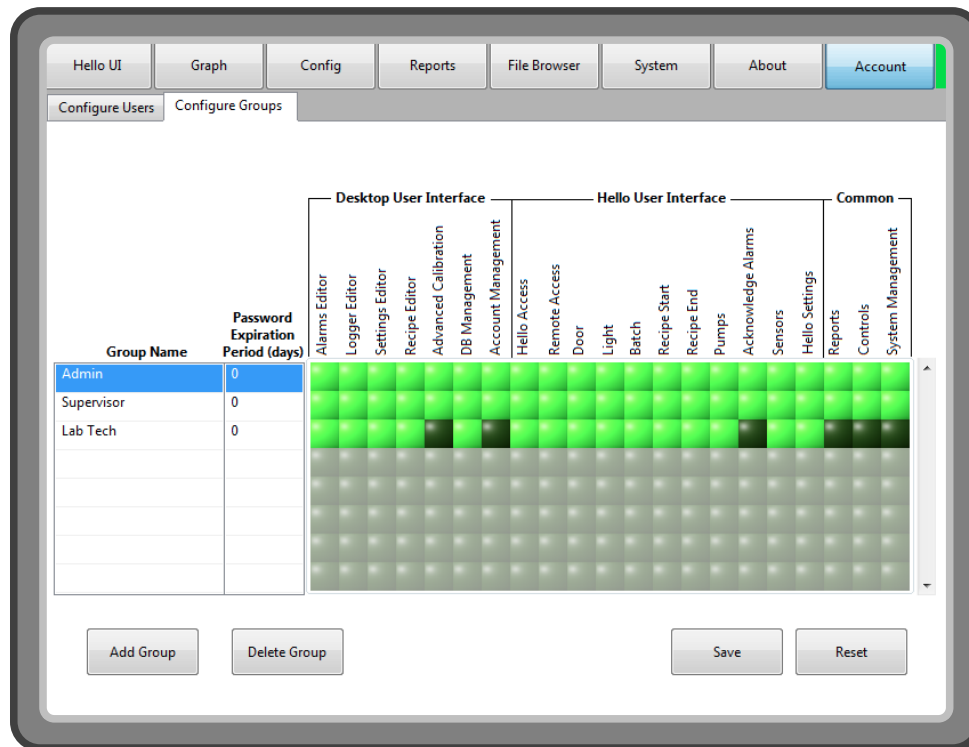 Hello UI Graph Config Reports File Browser System About Account
Configure Users Configure Groups
Desktop User Interface Hello User Interface Common
Alarms Editor
Logger Editor
Settings Editor
Recipe Editor
Advanced Calibration
DB Management
Account Management
Hello Access
Remote Access
Door
Light
Batch
Recipe Start
Recipe End
Pumps
Acknowledge Alarms
Sensors
Hello Settings
Reports
Controls
System Management
Group Name
Password
Expiration
Period (days)
Admin 0
Supervisor 0
Lab Tech 0
Add Group Delete Group Save Reset